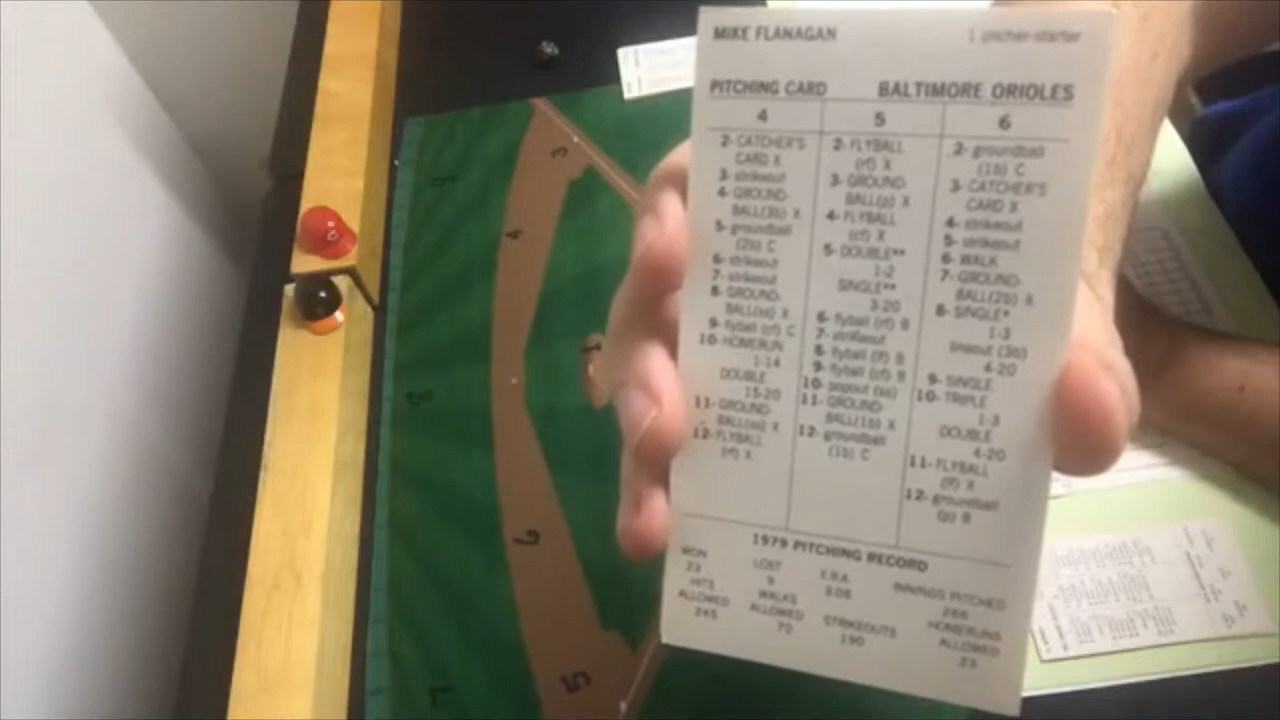 MIKE FLANAGAN 1 pitcher-starter
PITCHING CARD BALTIMORE ORIOLES
4 5 6
2- CATCHER'S
CARD X
3- strikeout
4- GROUND-
BALL(3b) X
5- groundball
(2b) C
6- strikeout
7- strikeout
8- GROUND-
BALL(ss) X
9- flyball (cf) C
10- HOMERUN
1-14
DOUBLE
15-20
11- GROUND-
BALL(ss) X
12- FLYBALL
(rf) X
2- FLYBALL
(rf) X
3- GROUND-
BALL(p) X
4- FLYBALL
(cf) X
5- DOUBLE**
1-2
SINGLE**
3-20
6- flyball (rf) B
7- strikeout
8- flyball (lf) B
9- flyball (cf) B
10- popout (ss)
11- GROUND-
BALL(1b) X
12- groundball
(1b) C
2- groundball
(1b) C
3- CATCHER'S
CARD X
4- strikeout
5- strikeout
6- WALK
7- GROUND-
BALL(2b) X
8- SINGLE*
1-3
lineout (3b)
4-20
9- SINGLE
10- TRIPLE
1-3
DOUBLE
4-20
11- FLYBALL
(lf) X
12- groundball
(p) B
1979 PITCHING RECORD
WON LOST E.R.A. INNINGS PITCHED
23 9 3.08 266
HITS ALLOWED WALKS ALLOWED STRIKEOUTS HOMERUNS ALLOWED
245 70 190 23
3
4
1
6
5
7